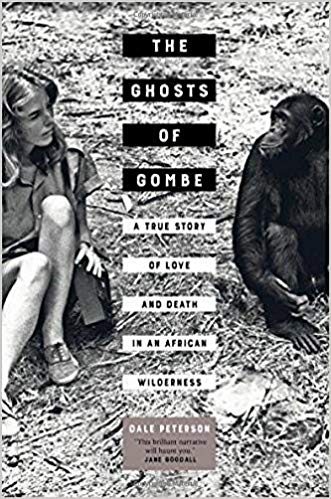 THE
GHOSTS
OF
GOMBE
A TRUE STORY
OF LOVE
AND DEATH
IN AN AFRICAN
WILDERNESS
DALE PETERSON
"This brilliant narrative
will haunt you."
JANE GOODALL